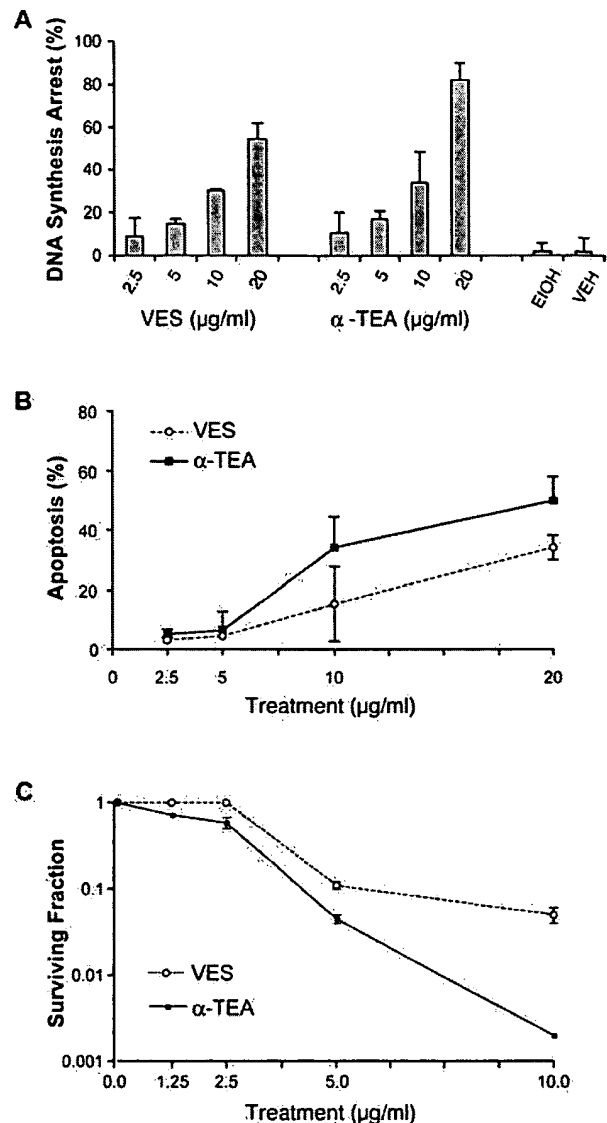 A
DNA Synthesis Arrest (%)
100
80
60
40
20
0
2.5
5
10
20
2.5
5
10
20
EIOH
VEH
VES (µg/ml)
α -TEA (µg/ml)
B
Apoptosis (%)
80
60
40
20
0
VES
α-TEA
0
2.5
5
10
20
Treatment (µg/ml)
C
Surviving Fraction
1
0.1
0.01
0.001
VES
α-TEA
0.0
1.25
2.5
5.0
10.0
Treatment (µg/ml)